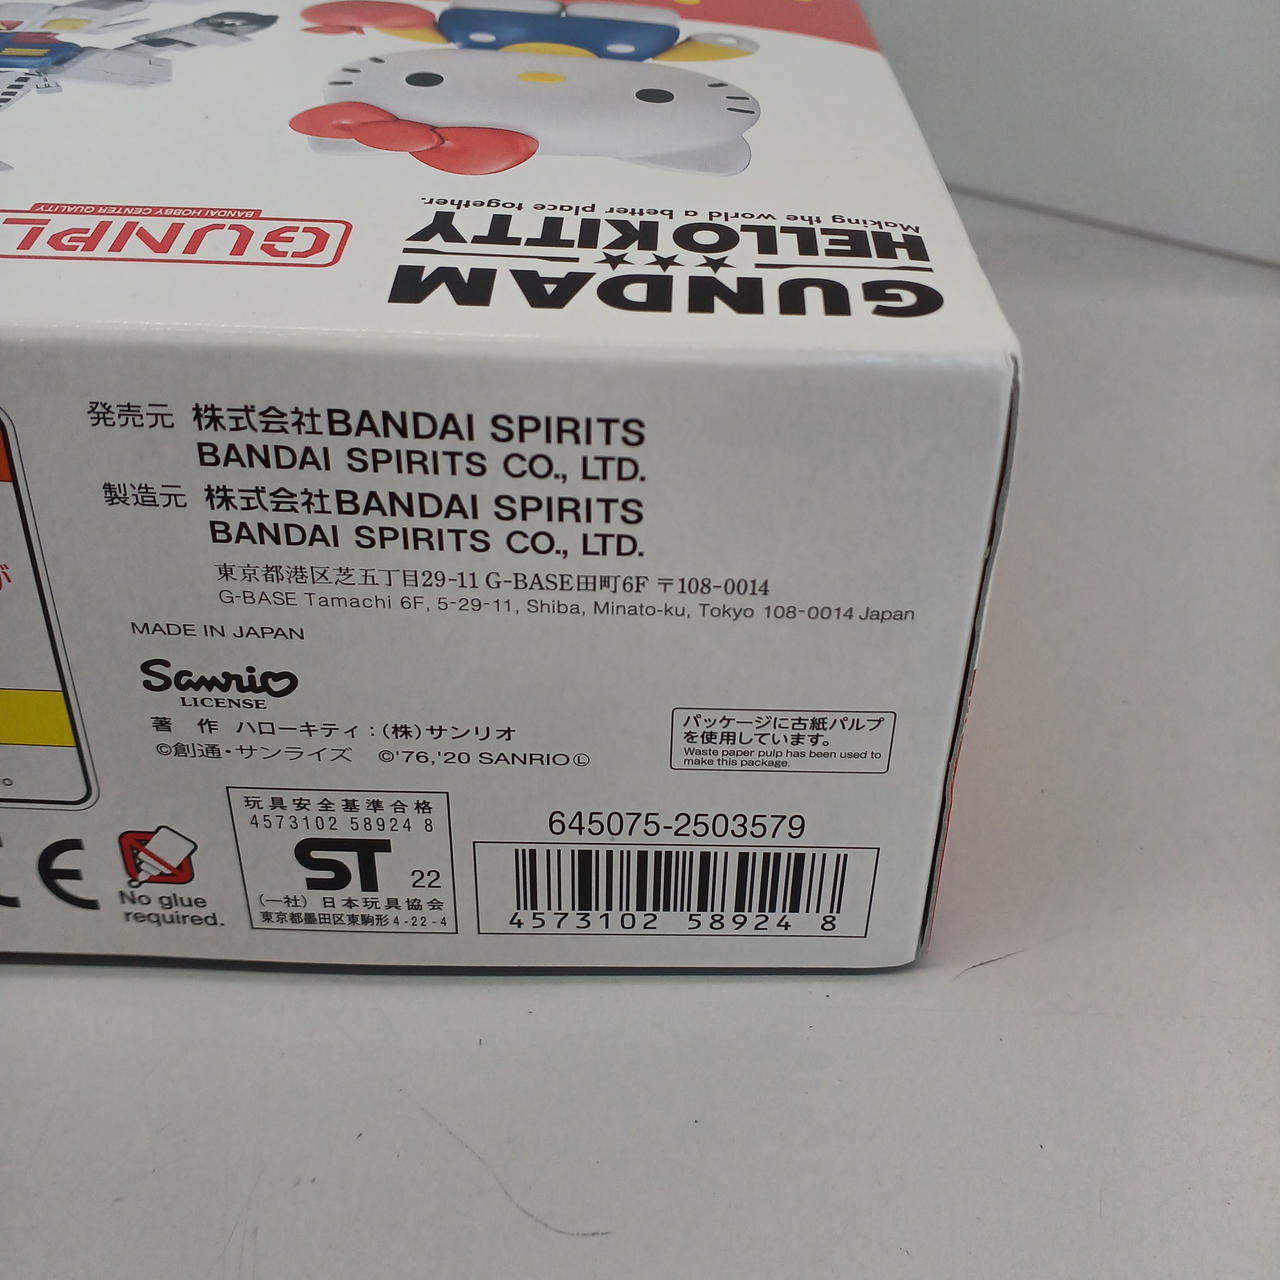 GUNDAM
HELLO KITTY
Making the world a better place together.
BANDAI HOBBY CENTER QUALITY
発売元 株式会社BANDAI SPIRITS
BANDAI SPIRITS CO., LTD.
製造元 株式会社BANDAI SPIRITS
BANDAI SPIRITS CO., LTD.
東京都港区芝五丁目29-11 G-BASE田町6F 〒108-0014
G-BASE Tamachi 6F, 5-29-11, Shiba, Minato-ku, Tokyo 108-0014 Japan
MADE IN JAPAN
Sanrio
LICENSE
著 作 ハローキティ:(株)サンリオ
©創通・サンライズ ©'76,'20 SANRIO Ⓛ
パッケージに古紙パルプ
を使用しています。
Waste paper pulp has been used to
make this package.
が
CE
No glue
required.
玩具安全基準合格
4573102 58924 8
ST 22
(一社)日本玩具協会
東京都墨田区東駒形4-22-4
645075-2503579
4573102 58924 8